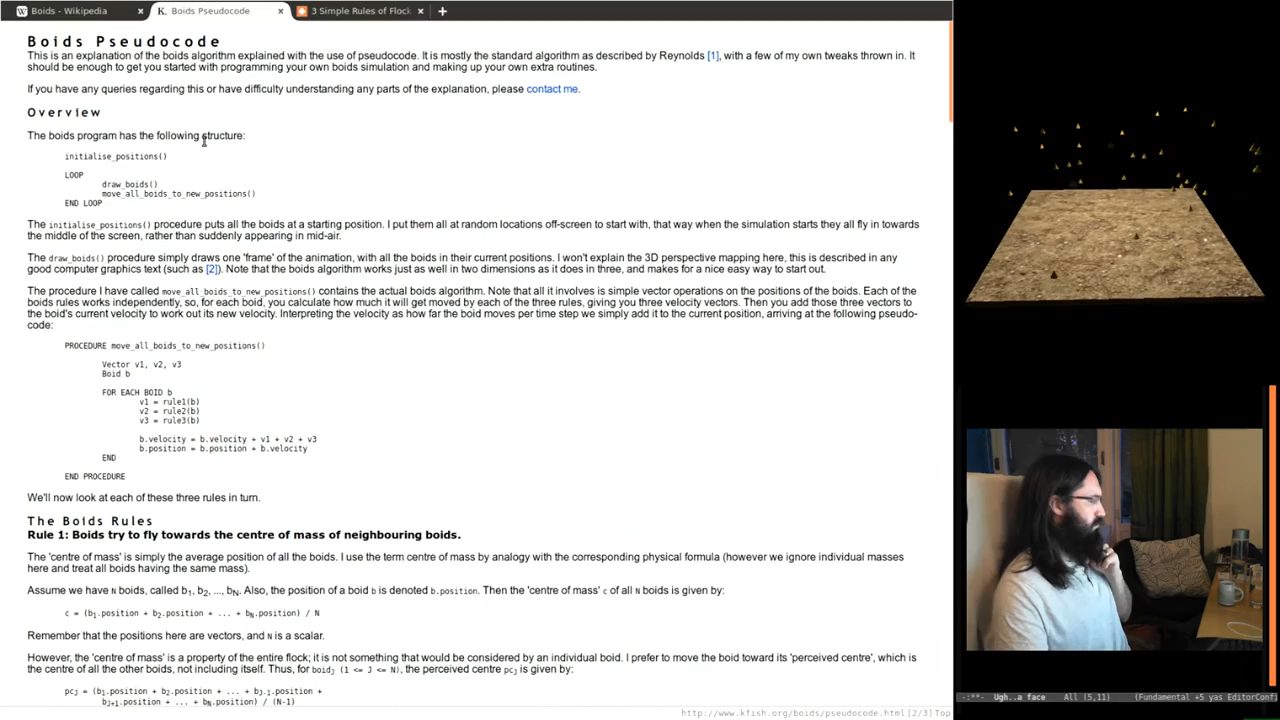 Boids - Wikipedia
Boids Pseudocode
3 Simple Rules of Flock
Boids Pseudocode
This is an explanation of the boids algorithm explained with the use of pseudocode. It is mostly the standard algorithm as described by Reynolds [1], with a few of my own tweaks thrown in. It
should be enough to get you started with programming your own boids simulation and making up your own extra routines.
If you have any queries regarding this or have difficulty understanding any parts of the explanation, please contact me.
Overview
The boids program has the following structure:
initialise_positions()
LOOP
draw_boids()
move_all_boids_to_new_positions()
END LOOP
The initialise_positions() procedure puts all the boids at a starting position. I put them all at random locations off-screen to start with, that way when the simulation starts they all fly in towards
the middle of the screen, rather than suddenly appearing in mid-air.
The draw_boids() procedure simply draws one 'frame' of the animation, with all the boids in their current positions. I won't explain the 3D perspective mapping here, this is described in any
good computer graphics text (such as [2]). Note that the boids algorithm works just as well in two dimensions as it does in three, and makes for a nice easy way to start out.
The procedure I have called move_all_boids_to_new_positions() contains the actual boids algorithm. Note that all it involves is simple vector operations on the positions of the boids. Each of the
boids rules works independently, so, for each boid, you calculate how much it will get moved by each of the three rules, giving you three velocity vectors. Then you add those three vectors to
the boid's current velocity to work out its new velocity. Interpreting the velocity as how far the boid moves per time step we simply add it to the current position, arriving at the following pseudo-
code:
PROCEDURE move_all_boids_to_new_positions()
Vector v1, v2, v3
Boid b
FOR EACH BOID b
v1 = rule1(b)
v2 = rule2(b)
v3 = rule3(b)
b.velocity = b.velocity + v1 + v2 + v3
b.position = b.position + b.velocity
END
END PROCEDURE
We'll now look at each of these three rules in turn.
The Boids Rules
Rule 1: Boids try to fly towards the centre of mass of neighbouring boids.
The 'centre of mass' is simply the average position of all the boids. I use the term centre of mass by analogy with the corresponding physical formula (however we ignore individual masses
here and treat all boids having the same mass).
Assume we have N boids, called b1, b2, ..., bN. Also, the position of a boid b is denoted b.position. Then the 'centre of mass' c of all N boids is given by:
c = (b1.position + b2.position + ... + bN.position) / N
Remember that the positions here are vectors, and N is a scalar.
However, the 'centre of mass' is a property of the entire flock; it is not something that would be considered by an individual boid. I prefer to move the boid toward its 'perceived centre', which is
the centre of all the other boids, not including itself. Thus, for boidJ (1 <= J <= N), the perceived centre pcJ is given by:
pcJ = (b1.position + b2.position + ... + bJ-1.position +
bJ+1.position + ... + bN.position) / (N-1)
http://www.kfish.org/boids/pseudocode.html [2/3] Top
-:**- Ugh..a face All (5,11) (Fundamental +5 yas EditorConfi